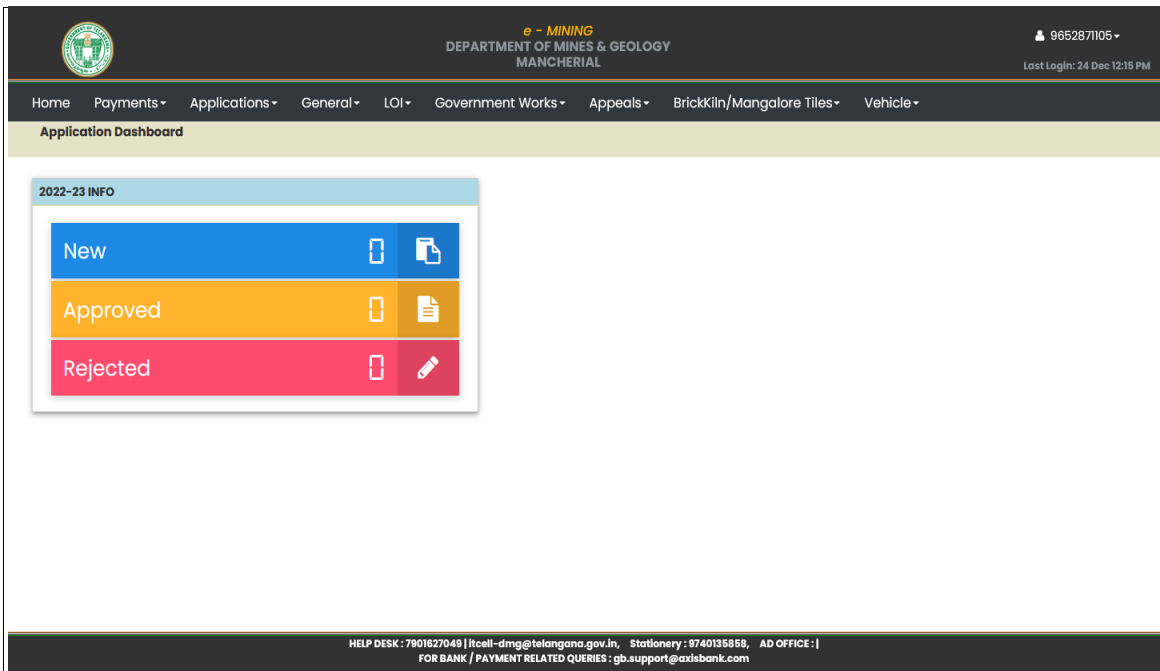 e - MINING
DEPARTMENT OF MINES & GEOLOGY
MANCHERIAL
9652871105
Last Login: 24 Dec 12:15 PM
Home Payments Applications General LOI Government Works Appeals BrickKiln/Mangalore Tiles Vehicle
Application Dashboard
2022-23 INFO
New 0
Approved 0
Rejected 0
HELP DESK : 7901627049 | itcell-dmg@telangana.gov.in, Stationery : 9740135858, AD OFFICE : |
FOR BANK / PAYMENT RELATED QUERIES : gb.support@axisbank.com